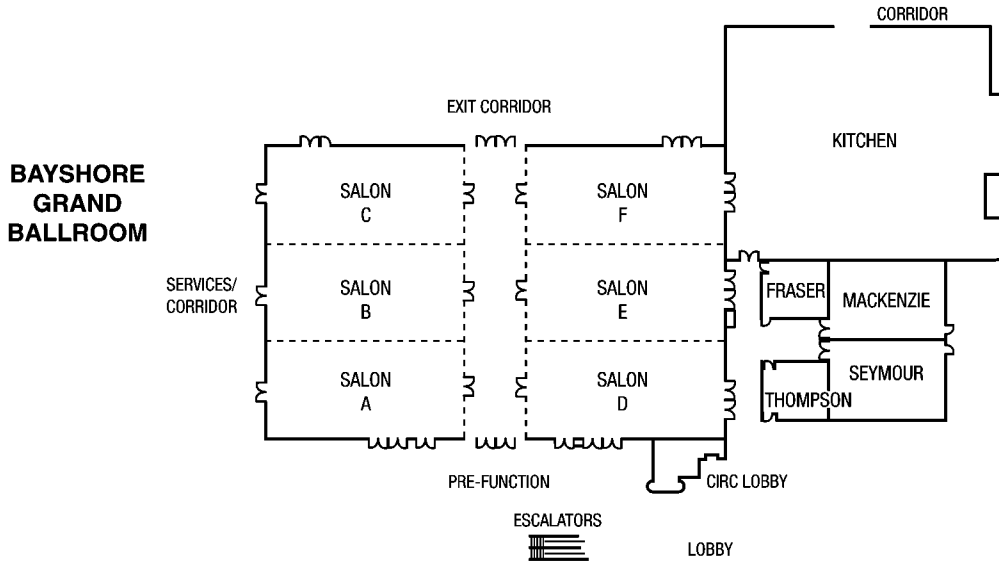 CORRIDOR
EXIT CORRIDOR
KITCHEN
BAYSHORE
GRAND
BALLROOM
SALON
C
SALON
F
SERVICES/
CORRIDOR
SALON
B
SALON
E
FRASER
MACKENZIE
SALON
A
SALON
D
SEYMOUR
THOMPSON
PRE-FUNCTION
CIRC LOBBY
ESCALATORS
LOBBY